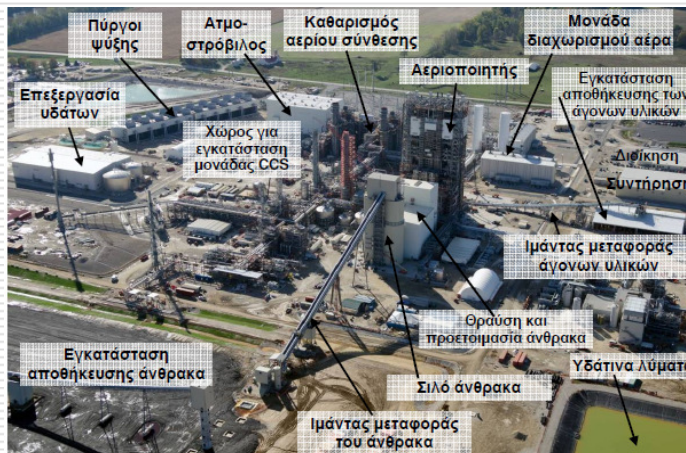 Πύργοι
ψύξης
Ατμο-
στρόβιλος
Καθαρισμός
αερίου σύνθεσης
Μονάδα
διαχωρισμού αέρα
Αεριοποιητής
Εγκατάσταση
αποθήκευσης των
άγονων υλικών
Επεξεργασία
υδάτων
Χώρος για
εγκατάσταση
μονάδας CCS
Διοίκηση
Συντήρηση
Ιμάντας μεταφοράς
άγονων υλικών
Θραύση και
προετοιμασία άνθρακα
Εγκατάσταση
αποθήκευσης άνθρακα
Σιλό άνθρακα
Υδάτινα λύματα
Ιμάντας μεταφοράς
του άνθρακα